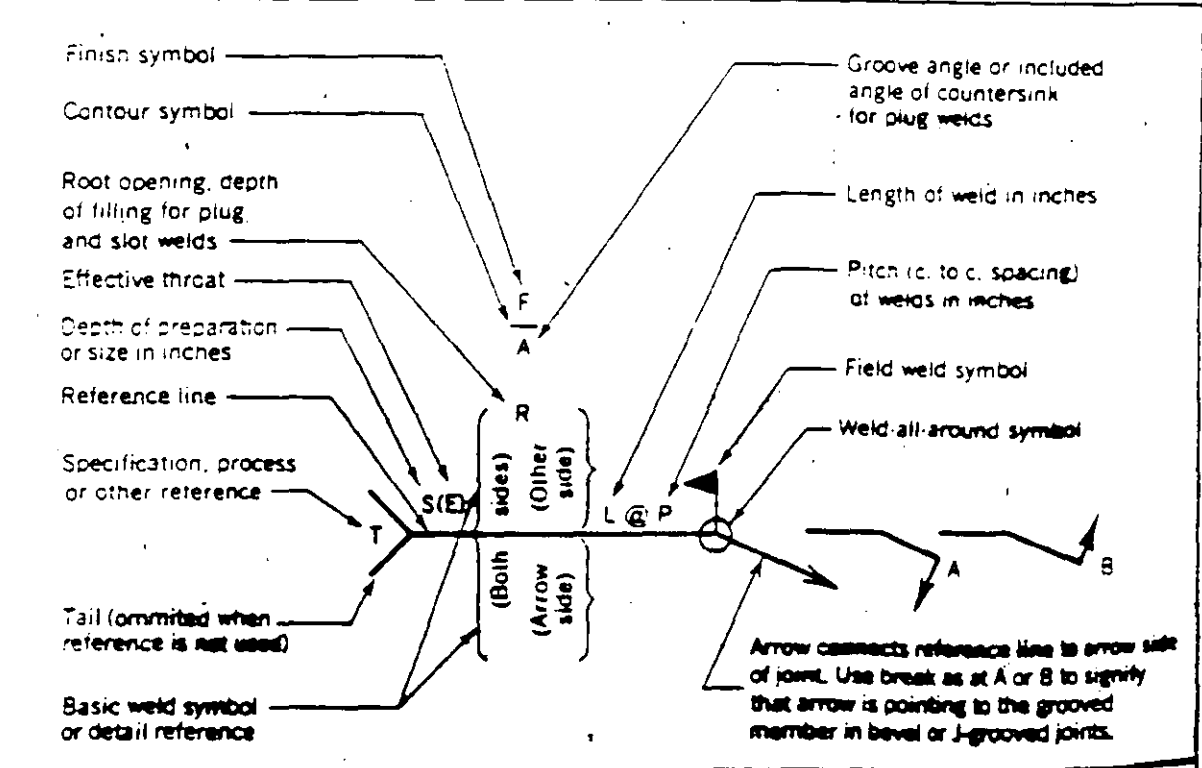 Finish symbol
Contour symbol
Root opening, depth
of filling for plug
and slot welds
Effective throat
Depth of preparation
or size in inches
Reference line
Specification, process
or other reference
Tail (ommited when
reference is not used)
Basic weld symbol
or detail reference
F
A
R
S(E)
T
(Both
sides)
(Other
side)
(Arrow
side)
L @ P
Groove angle or included
angle of countersink
for plug welds
Length of weld in inches
Pitch (c. to c. spacing)
of welds in inches
Field weld symbol
Weld-all-around symbol
A
B
Arrow connects reference line to arrow side
of joint. Use break as at A or B to signify
that arrow is pointing to the grooved
member in bevel or J-grooved joints.